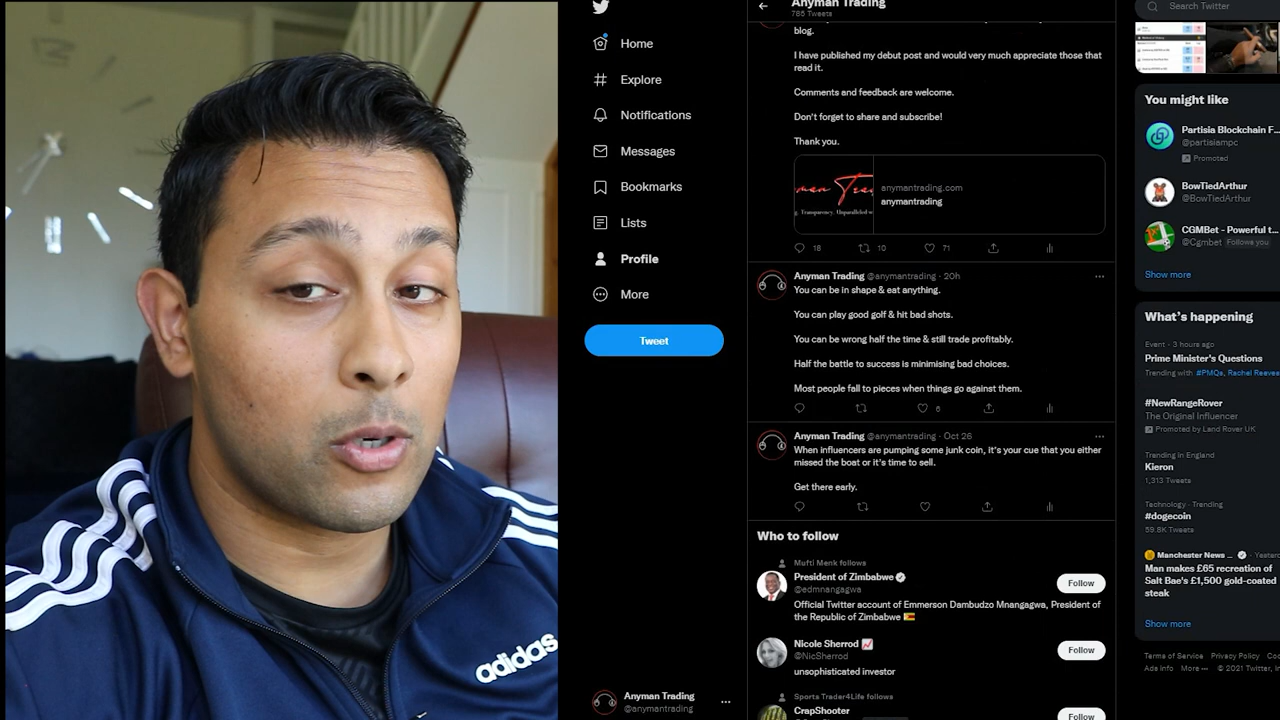 adidas
Home
Explore
Notifications
Messages
Bookmarks
Lists
Profile
More
Tweet
Anyman Trading
@anymantrading
Anyman Trading
785 Tweets
blog.
I have published my debut post and would very much appreciate those that
read it.
Comments and feedback are welcome.
Don't forget to share and subscribe!
Thank you.
anymantrading.com
anymantrading
18 10 71
Anyman Trading @anymantrading · 20h
You can be in shape & eat anything.
You can play good golf & hit bad shots.
You can be wrong half the time & still trade profitably.
Half the battle to success is minimising bad choices.
Most people fall to pieces when things go against them.
6
Anyman Trading @anymantrading · Oct 26
When influencers are pumping some junk coin, it's your cue that you either
missed the boat or it's time to sell.
Get there early.
Who to follow
Mufti Menk follows
President of Zimbabwe
@edmnangagwa
Follow
Official Twitter account of Emmerson Dambudzo Mnangagwa, President of
the Republic of Zimbabwe
Nicole Sherrod
@NicSherrod
Follow
unsophisticated investor
Sports Trader4Life follows
CrapShooter
Follow
Search Twitter
You might like
Partisia Blockchain F...
@partisiampc
Promoted
BowTiedArthur
@BowTiedArthur
CGMBet - Powerful t...
@Cgmbet Follows you
Show more
What's happening
Event · 3 hours ago
Prime Minister's Questions
Trending with #PMQs, Rachel Reeves
#NewRangeRover
The Original Influencer
Promoted by Land Rover UK
Trending in England
Kieron
1,313 Tweets
Technology · Trending
#dogecoin
59.8K Tweets
Manchester News ... · Yester
Man makes £65 recreation of
Salt Bae's £1,500 gold-coated
steak
Show more
Terms of Service Privacy Policy Coo
Ads info More ··· © 2021 Twitter, In